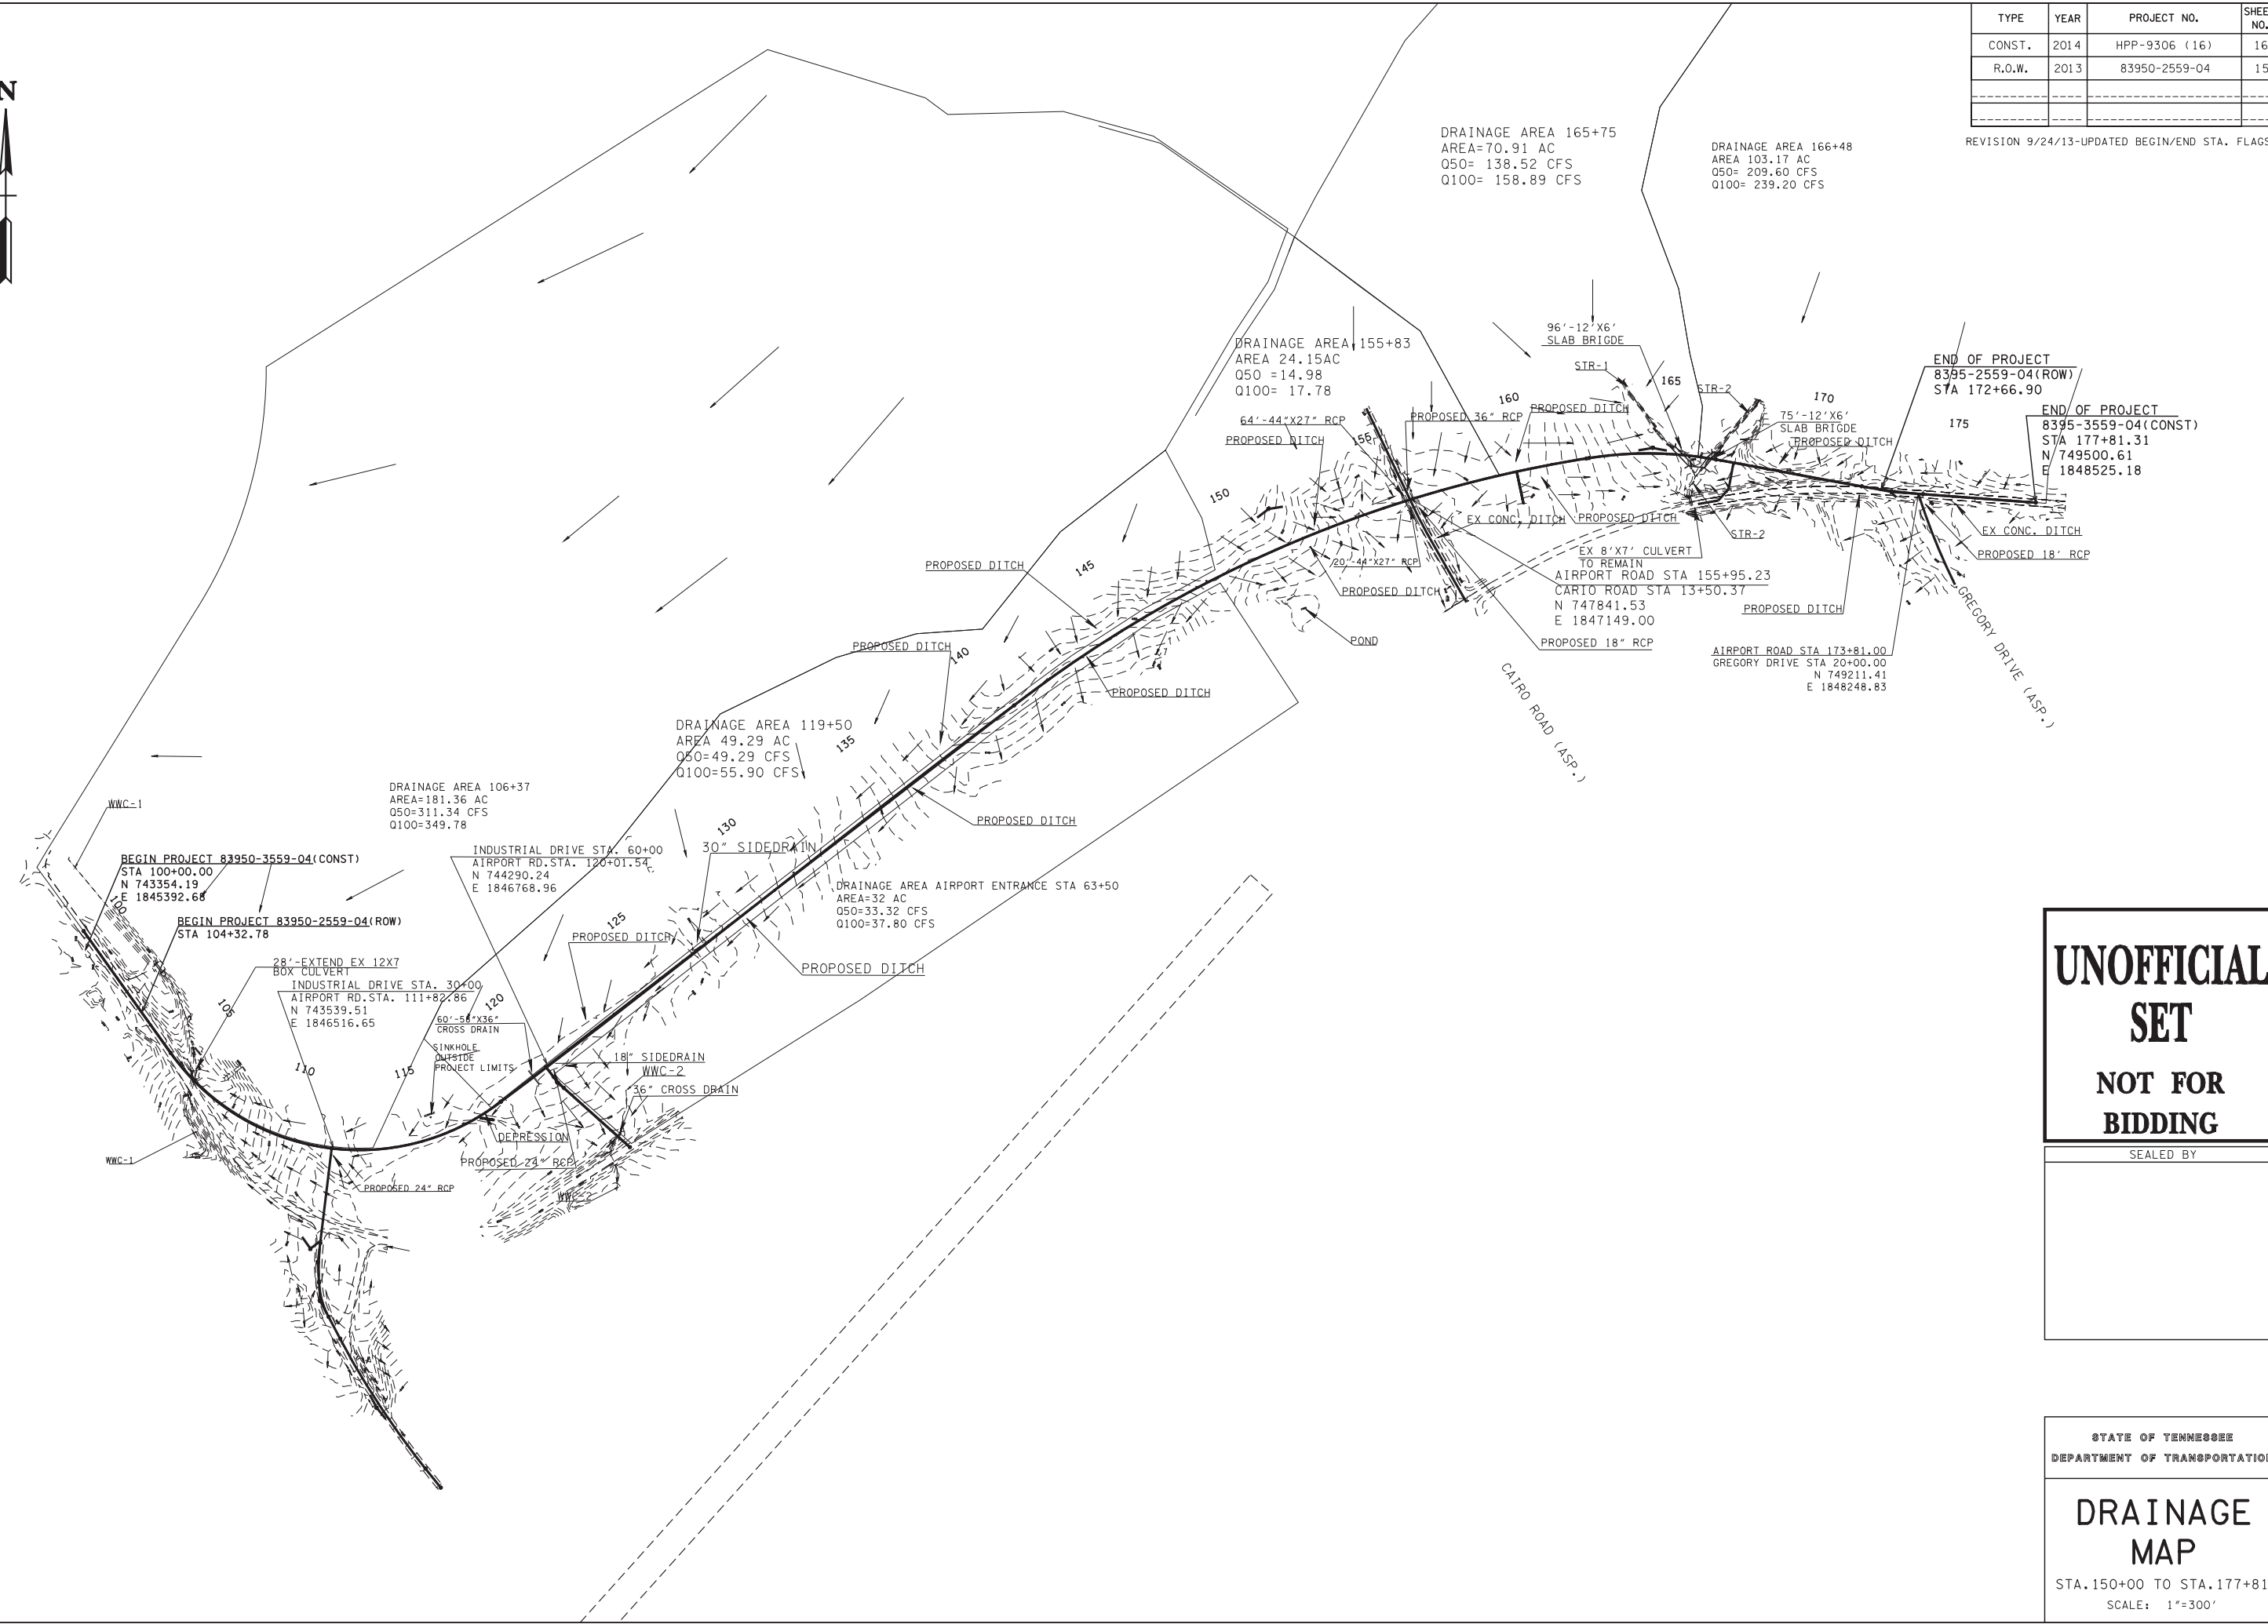 TYPE YEAR PROJECT NO. SHEE NO.
CONST. 2014 HPP-9306 (16) 16
R.O.W. 2013 83950-2559-04 15
REVISION 9/24/13-UPDATED BEGIN/END STA. FLAGS
N
DRAINAGE AREA 165+75
AREA=70.91 AC
Q50= 138.52 CFS
Q100= 158.89 CFS
DRAINAGE AREA 166+48
AREA 103.17 AC
Q50= 209.60 CFS
Q100= 239.20 CFS
DRAINAGE AREA 155+83
AREA 24.15AC
Q50 =14.98
Q100= 17.78
96'-12'X6'
SLAB BRIGDE
STR-1
165
STR-2
170
75'-12'X6'
SLAB BRIGDE
PROPOSED DITCH
END OF PROJECT
8395-2559-04(ROW)
STA 172+66.90
175
END OF PROJECT
8395-3559-04(CONST)
STA 177+81.31
N 749500.61
E 1848525.18
160
PROPOSED DITCH
PROPOSED 36" RCP
64'-44"X27" RCP
PROPOSED DITCH
155
150
EX CONC. DITCH
PROPOSED DITCH
STR-2
EX CONC. DITCH
PROPOSED 18' RCP
EX 8'X7' CULVERT
TO REMAIN
20'-44"X27" RCP
PROPOSED DITCH
AIRPORT ROAD STA 155+95.23
CARIO ROAD STA 13+50.37
N 747841.53
E 1847149.00
PROPOSED 18" RCP
PROPOSED DITCH
POND
AIRPORT ROAD STA 173+81.00
GREGORY DRIVE STA 20+00.00
N 749211.41
E 1848248.83
CAIRO ROAD (ASP.)
GREGORY DRIVE (ASP.)
PROPOSED DITCH
145
PROPOSED DITCH
140
PROPOSED DITCH
DRAINAGE AREA 119+50
AREA 49.29 AC
Q50=49.29 CFS
Q100=55.90 CFS
135
PROPOSED DITCH
DRAINAGE AREA 106+37
AREA=181.36 AC
Q50=311.34 CFS
Q100=349.78
WWC-1
130
30" SIDEDRAIN
INDUSTRIAL DRIVE STA. 60+00
AIRPORT RD.STA. 120+01.54
N 744290.24
E 1846768.96
BEGIN PROJECT 83950-3559-04(CONST)
STA 100+00.00
N 743354.19
E 1845392.68
100
BEGIN PROJECT 83950-2559-04(ROW)
STA 104+32.78
DRAINAGE AREA AIRPORT ENTRANCE STA 63+50
AREA=32 AC
Q50=33.32 CFS
Q100=37.80 CFS
125
PROPOSED DITCH
PROPOSED DITCH
28'-EXTEND EX 12X7
BOX CULVERT
INDUSTRIAL DRIVE STA. 30+00
AIRPORT RD.STA. 111+82.86
N 743539.51
E 1846516.65
105
120
60'-58"X36"
CROSS DRAIN
SINKHOLE
OUTSIDE
PROJECT LIMITS
110
115
18" SIDEDRAIN
WWC-2
36" CROSS DRAIN
DEPRESSION
PROPOSED 24" RCP
WWC-1
PROPOSED 24" RCP
WWC-2
UNOFFICIAL
SET
NOT FOR
BIDDING
SEALED BY
STATE OF TENNESSEE
DEPARTMENT OF TRANSPORTATION
DRAINAGE
MAP
STA.150+00 TO STA.177+81
SCALE: 1"=300'